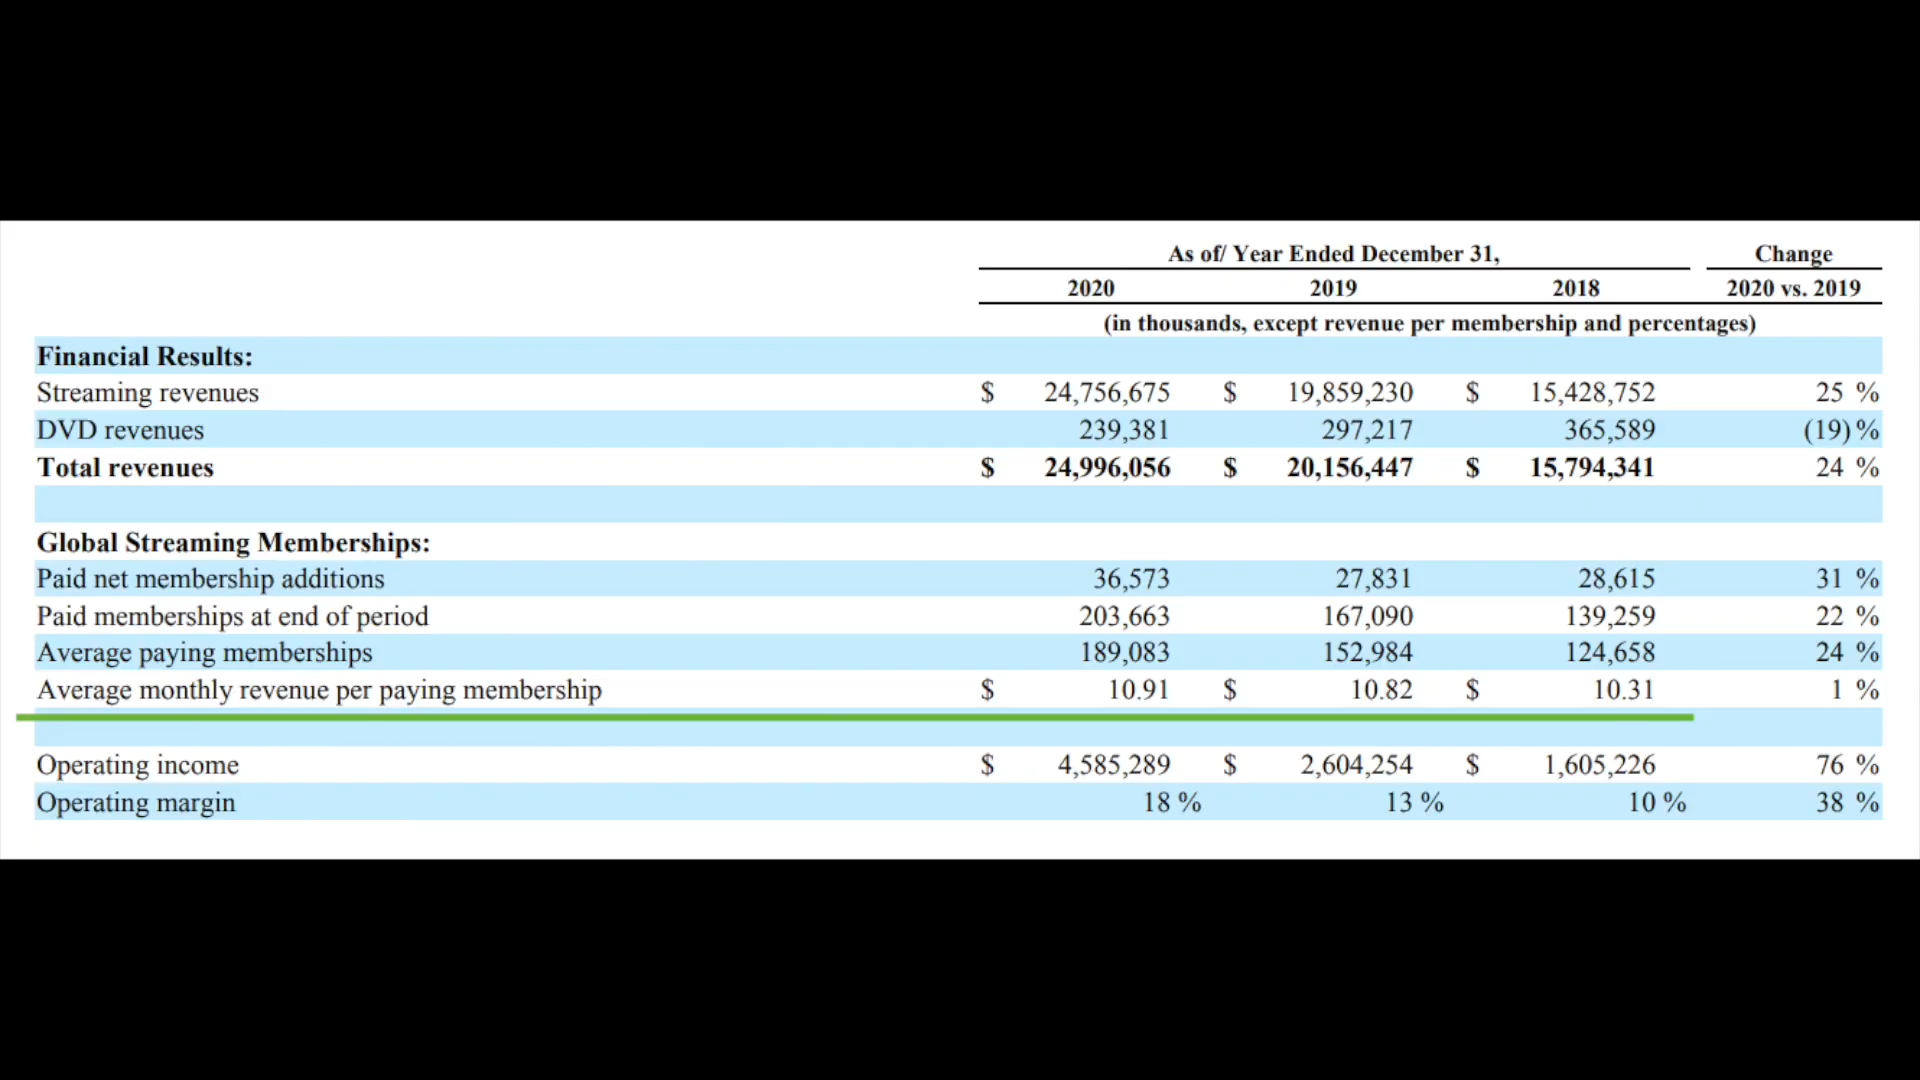 As of/ Year Ended December 31, Change
2020 2019 2018 2020 vs. 2019
(in thousands, except revenue per membership and percentages)
Financial Results:
Streaming revenues $ 24,756,675 $ 19,859,230 $ 15,428,752 25 %
DVD revenues 239,381 297,217 365,589 (19)%
Total revenues $ 24,996,056 $ 20,156,447 $ 15,794,341 24 %
Global Streaming Memberships:
Paid net membership additions 36,573 27,831 28,615 31 %
Paid memberships at end of period 203,663 167,090 139,259 22 %
Average paying memberships 189,083 152,984 124,658 24 %
Average monthly revenue per paying membership $ 10.91 $ 10.82 $ 10.31 1 %
Operating income $ 4,585,289 $ 2,604,254 $ 1,605,226 76 %
Operating margin 18 % 13 % 10 % 38 %